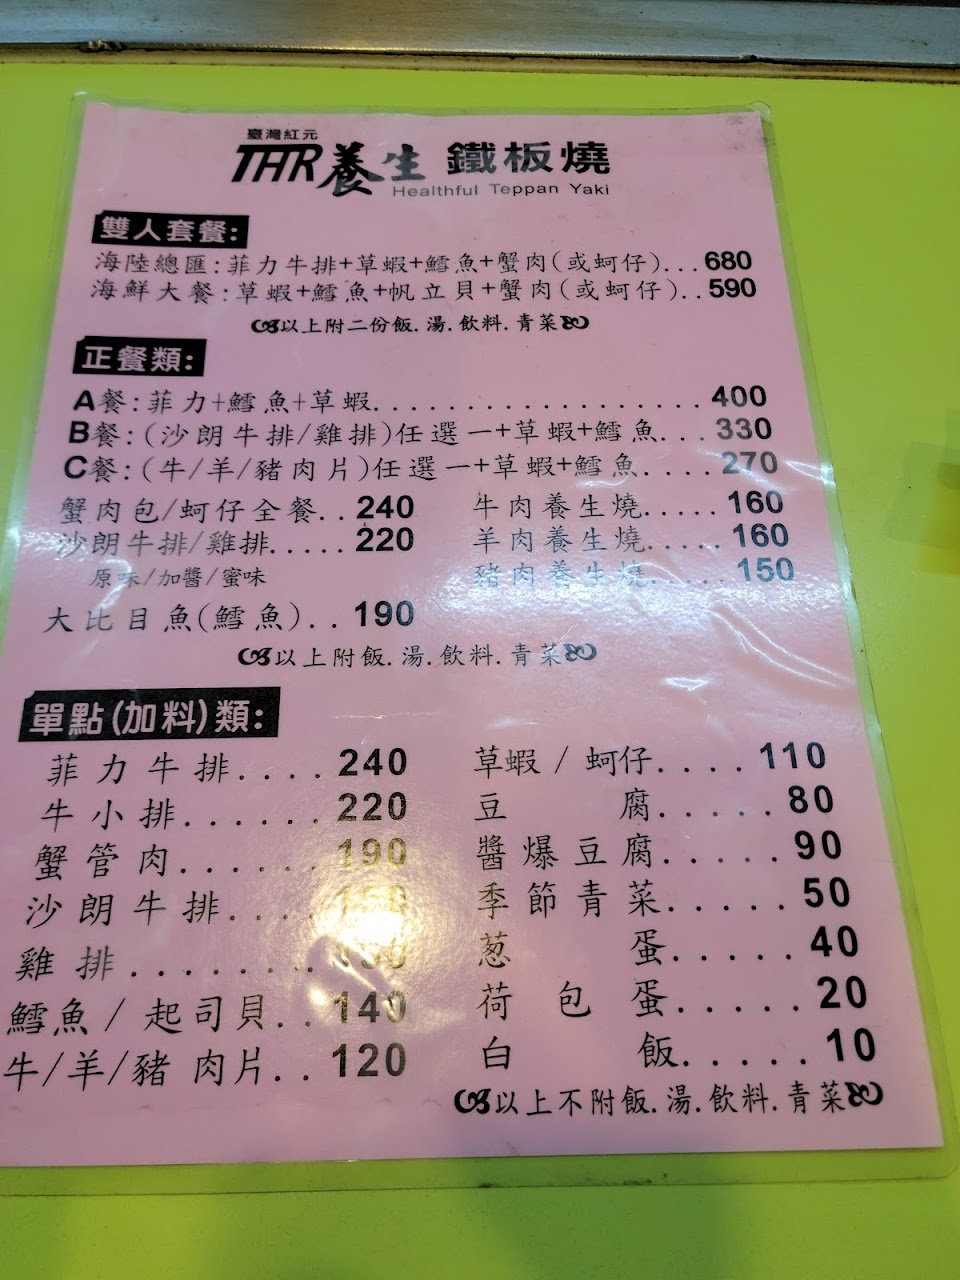 臺灣紅元
THR養生 鐵板燒
Healthful Teppan Yaki
雙人套餐:
海陸總匯:菲力牛排+草蝦+鱈魚+蟹肉(或蚵仔)...680
海鮮大餐:草蝦+鱈魚+帆立貝+蟹肉(或蚵仔)..590
以上附二份飯.湯.飲料.青菜
正餐類:
A餐:菲力+鱈魚+草蝦...................400
B餐:(沙朗牛排/雞排)任選一+草蝦+鱈魚...330
C餐:(牛/羊/豬肉片)任選一+草蝦+鱈魚....270
蟹肉包/蚵仔全餐..240 牛肉養生燒.....160
沙朗牛排/雞排.....220 羊肉養生燒.....160
原味/加醬/蜜味 豬肉養生燒.....150
大比目魚(鱈魚)..190
以上附飯.湯.飲料.青菜
單點(加料)類:
菲力牛排....240 草蝦/蚵仔....110
牛小排......220 豆腐.....80
蟹管肉......190 醬爆豆腐.....90
沙朗牛排.... 季節青菜.....50
雞排........ 葱蛋.....40
鱈魚/起司貝..140 荷包蛋.....20
牛/羊/豬肉片..120 白飯.....10
以上不附飯.湯.飲料.青菜